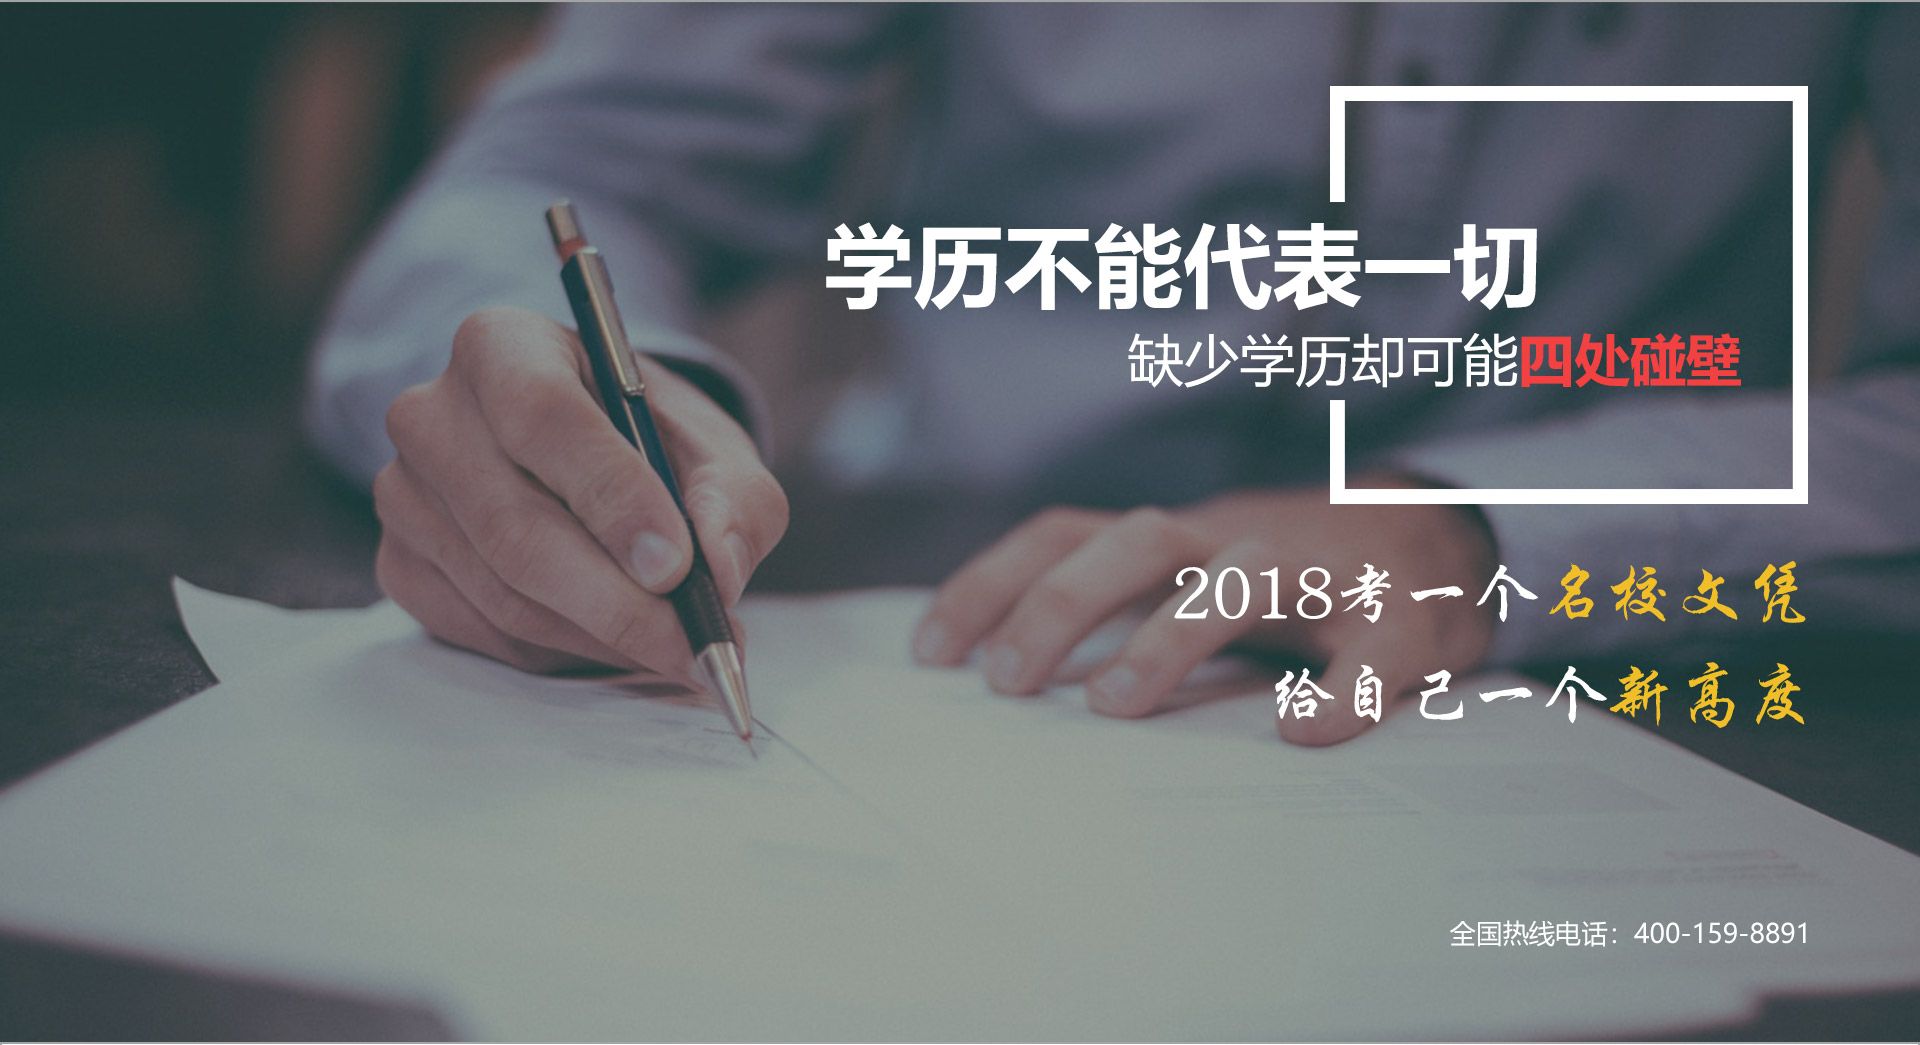 学历不能代表一切
缺少学历却可能四处碰壁
2018考一个名校文凭
给自己一个新高度
全国热线电话：400-159-8891